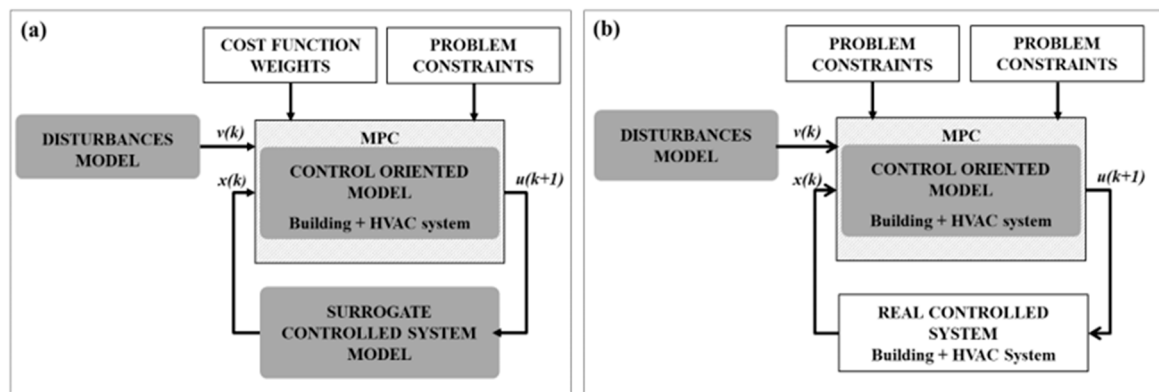 (a)
COST FUNCTION
WEIGHTS
PROBLEM
CONSTRAINTS
DISTURBANCES
MODEL
v(k)
x(k)
MPC
CONTROL ORIENTED
MODEL
Building + HVAC system
u(k+1)
SURROGATE
CONTROLLED SYSTEM
MODEL
(b)
PROBLEM
CONSTRAINTS
PROBLEM
CONSTRAINTS
DISTURBANCES
MODEL
v(k)
x(k)
MPC
CONTROL ORIENTED
MODEL
Building + HVAC system
u(k+1)
REAL CONTROLLED
SYSTEM
Building + HVAC System